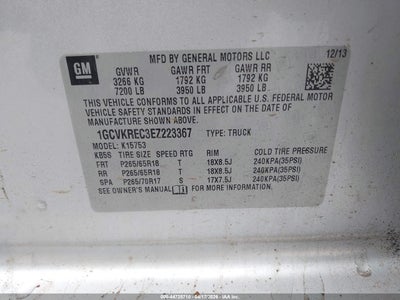 GM
MFD BY GENERAL MOTORS LLC
12/13
GVWR GAWR FRT GAWR RR
3266 KG 1792 KG 1792 KG
7200 LB 3950 LB 3950 LB
THIS VEHICLE CONFORMS TO ALL APPLICABLE U.S. FEDERAL MOTOR
VEHICLE SAFETY STANDARDS IN EFFECT ON THE DATE OF
MANUFACTURE SHOWN ABOVE.
1GCVKREC3EZ223367 TYPE: TRUCK
MODEL: K15753
TIRE SIZE SPEED RTG RIM COLD TIRE PRESSURE
FRT P265/65R18 T 18X8.5J 240KPA(35PSI)
RR P265/65R18 T 18X8.5J 240KPA(35PSI)
SPA P265/70R17 S 17X7.5J 240KPA(35PSI)
SEE OWNER'S MANUAL FOR MORE INFORMATION.